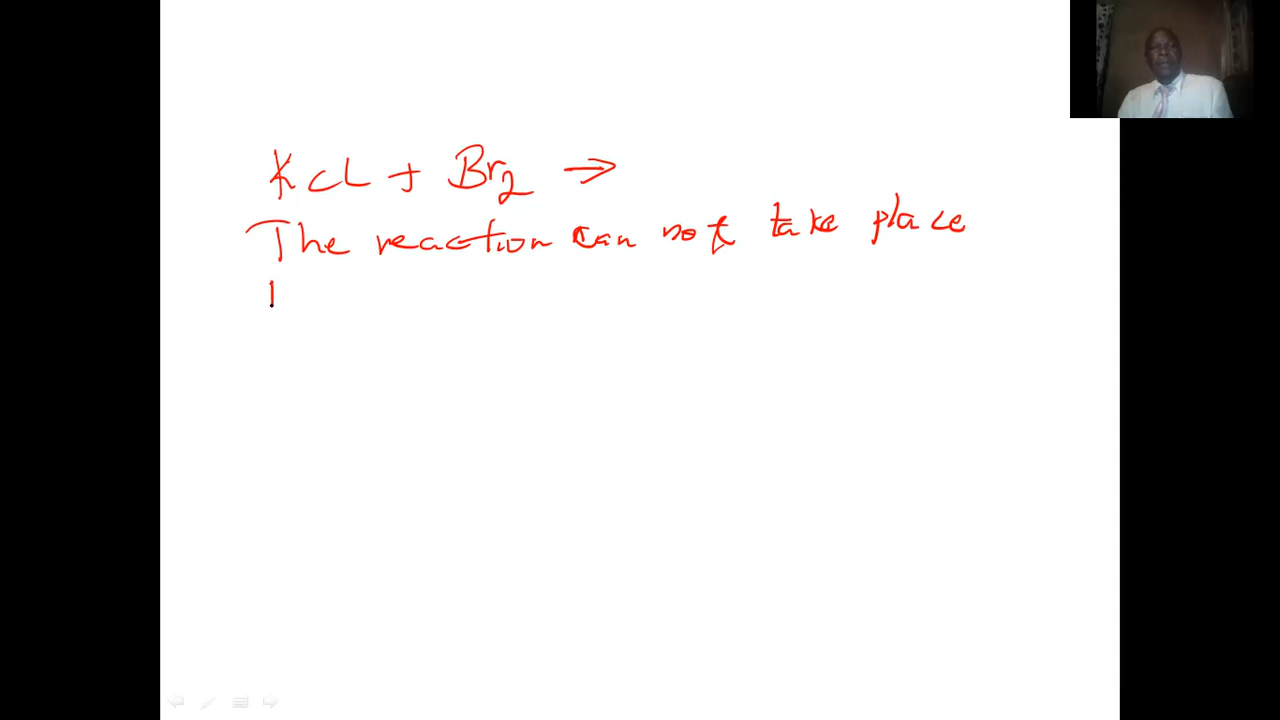 KCl + Br2 →
The reaction can not take place